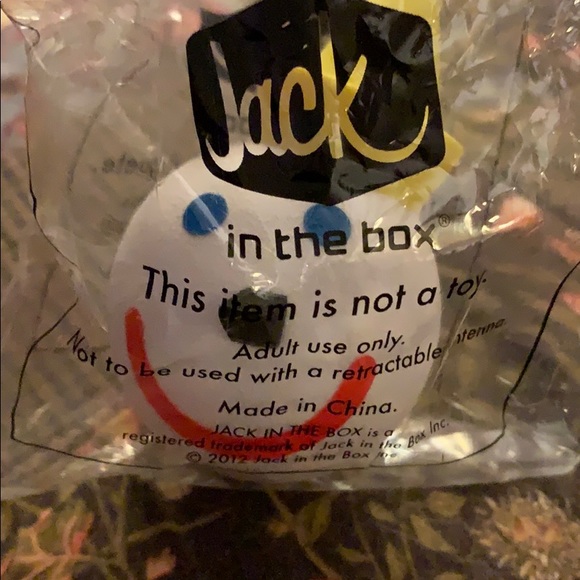 Jack
in the box®
This item is not a toy.
Adult use only.
Not to be used with a retractable antenna.
Made in China.
JACK IN THE BOX is a
registered trademark of Jack in the Box Inc.
© 2012 Jack in the Box Inc